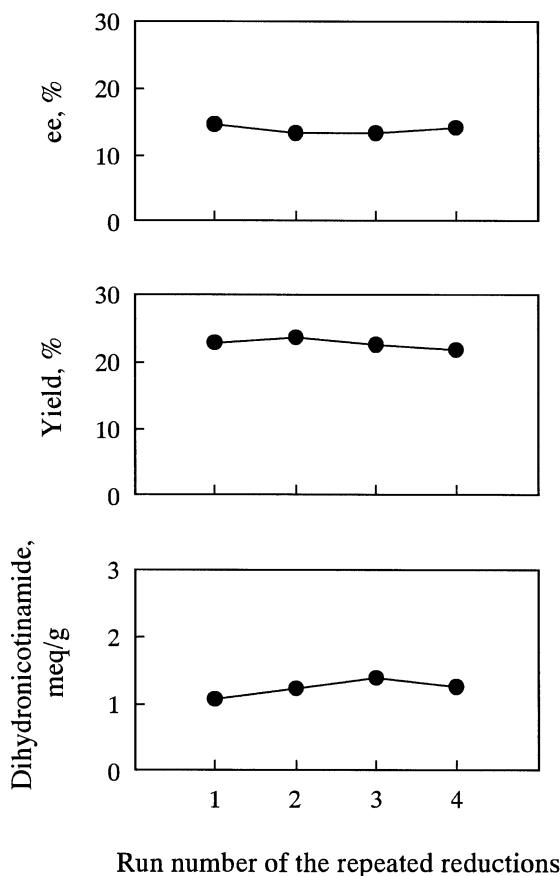 30
20
10
0
ee, %
30
20
10
0
Yield, %
3
2
1
0
Dihydronicotinamide,
meq/g
1 2 3 4
Run number of the repeated reductions